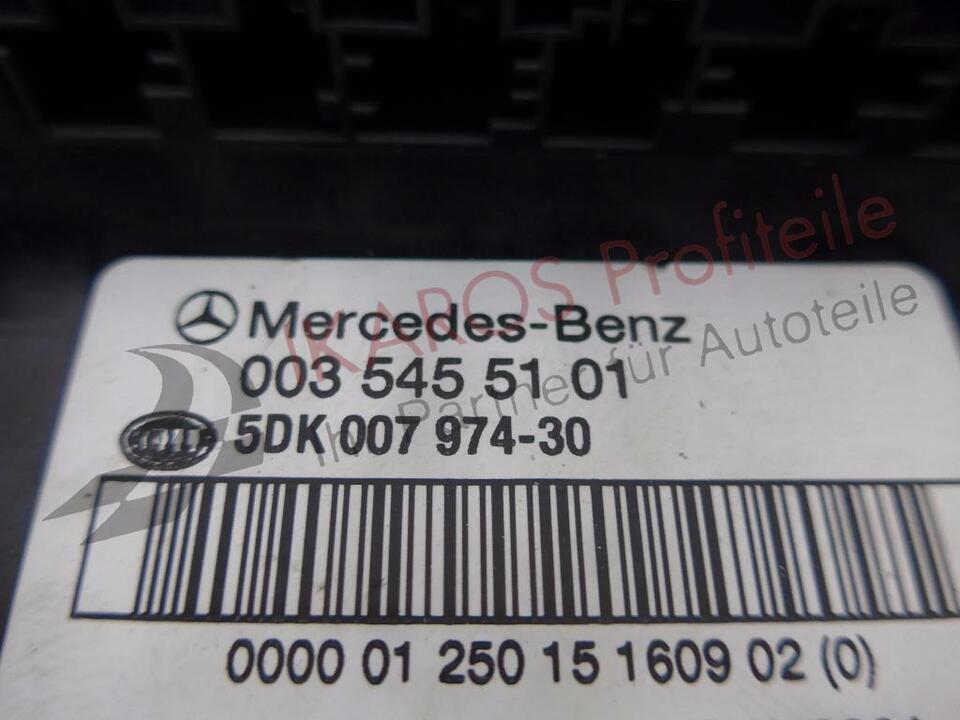 IKAROS Profiteile
Ihr Partner für Autoteile
Mercedes-Benz
003 545 51 01
HELLA
5DK 007 974-30
0000 01 250 15 1609 02 (0)